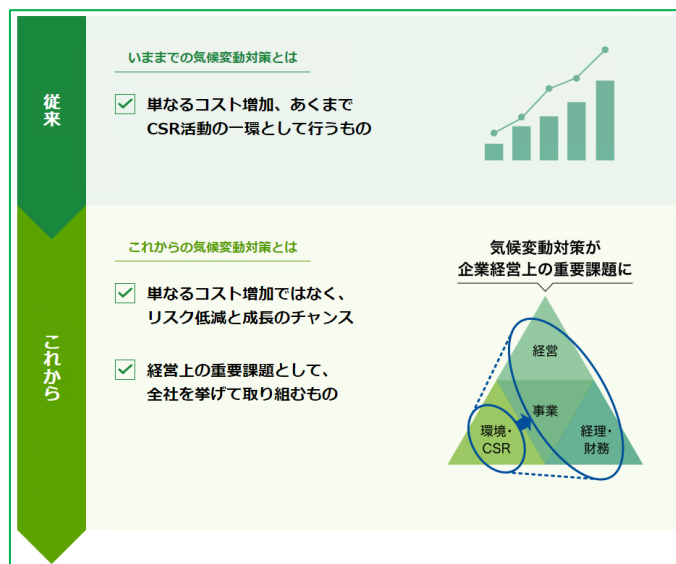 従来
いままでの気候変動対策とは
単なるコスト増加、あくまで
CSR活動の一環として行うもの
これから
これからの気候変動対策とは
単なるコスト増加ではなく、
リスク低減と成長のチャンス
経営上の重要課題として、
全社を挙げて取り組むもの
気候変動対策が
企業経営上の重要課題に
経営
事業
環境・
CSR
経理・
財務